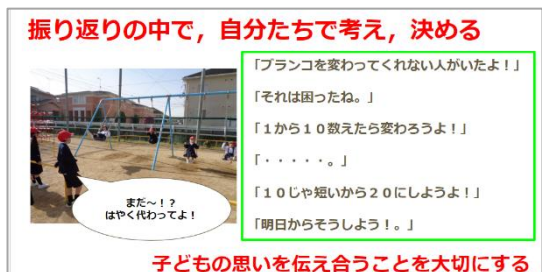 振り返りの中で，自分たちで考え，決める
「ブランコを変わってくれない人がいたよ！」
「それは困ったね。」
「１から１０数えたら変わろうよ！」
「・・・・・。」
「１０じゃ短いから２０にしようよ！」
「明日からそうしよう！。」
まだ～！？
はやく代わってよ！
子どもの思いを伝え合うことを大切にする